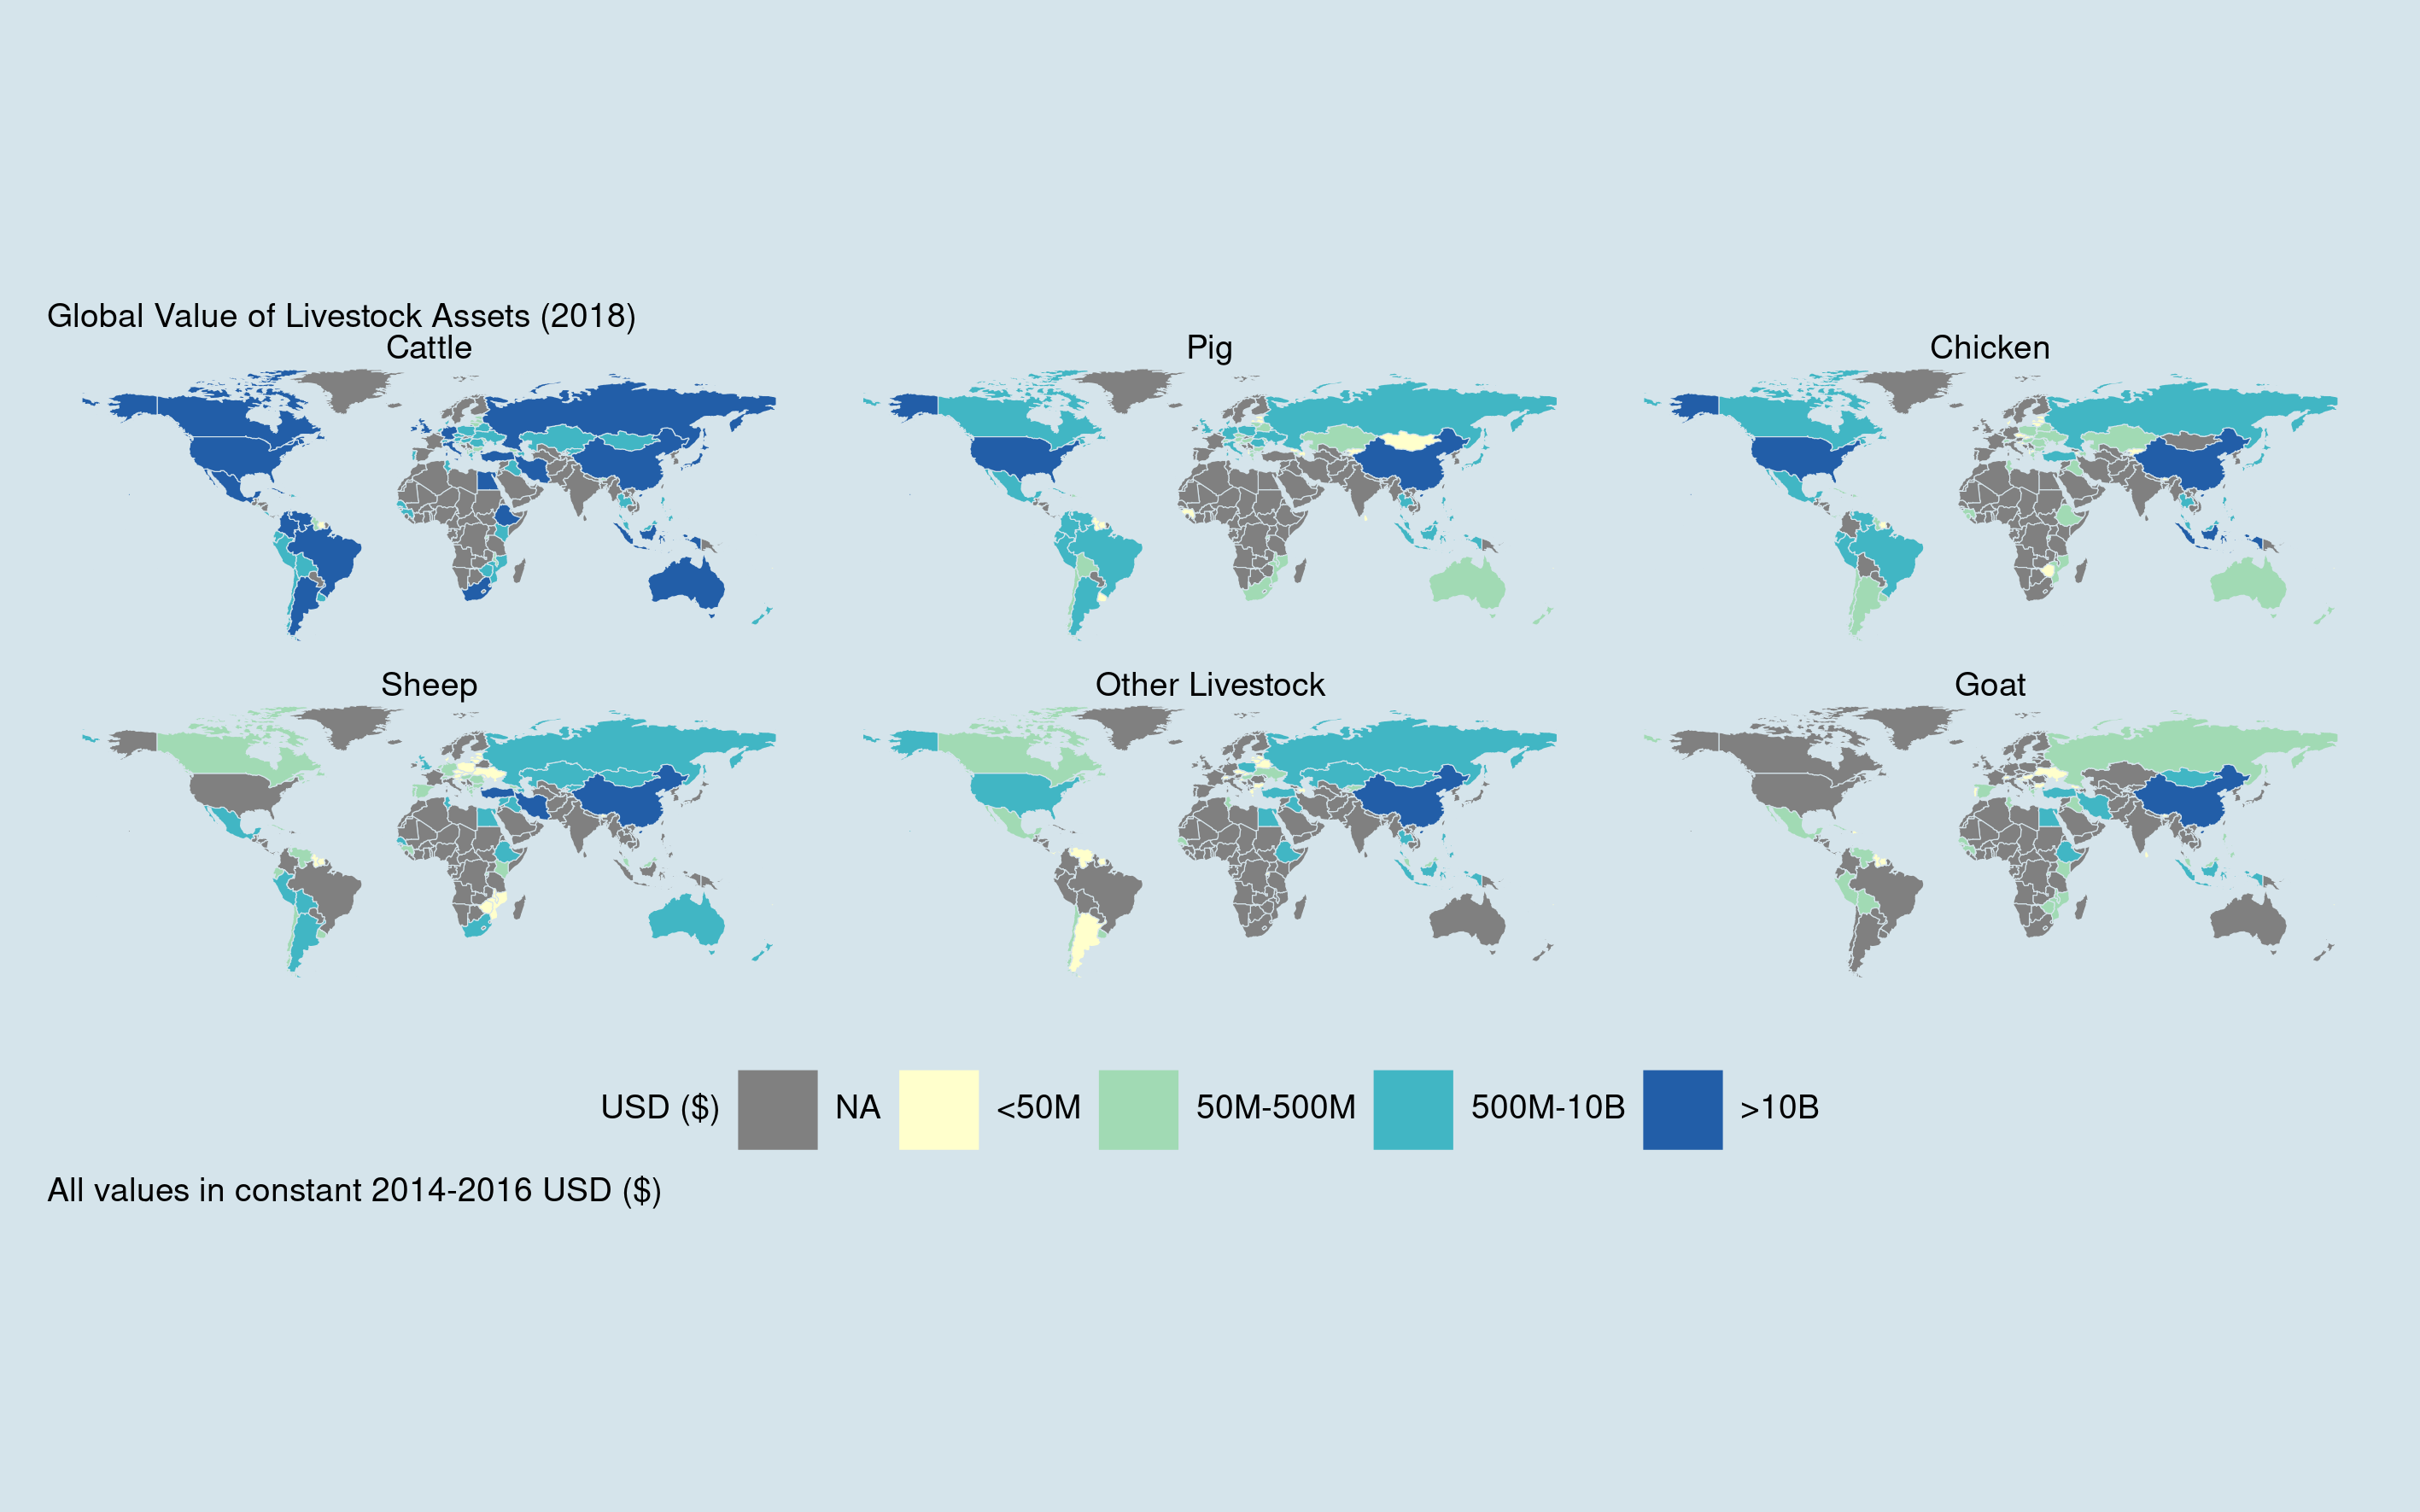 Global Value of Livestock Assets (2018)
Cattle
Pig
Chicken
Sheep
Other Livestock
Goat
USD ($) NA <50M 50M-500M 500M-10B >10B
All values in constant 2014-2016 USD ($)